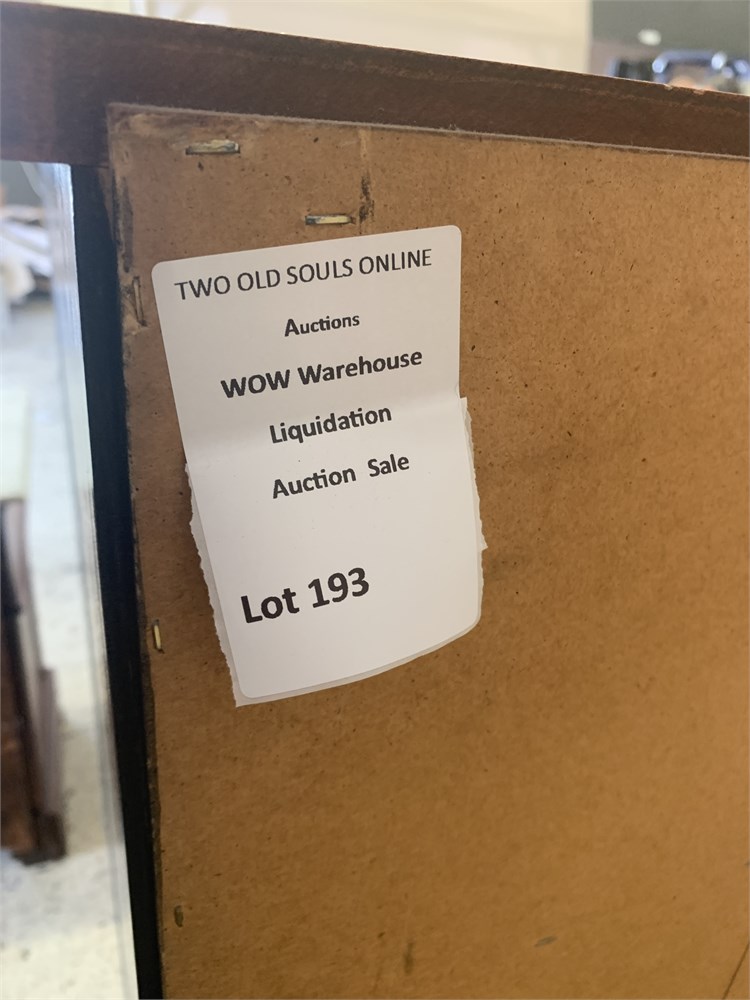 TWO OLD SOULS ONLINE
Auctions
WOW Warehouse
Liquidation
Auction Sale
Lot 193